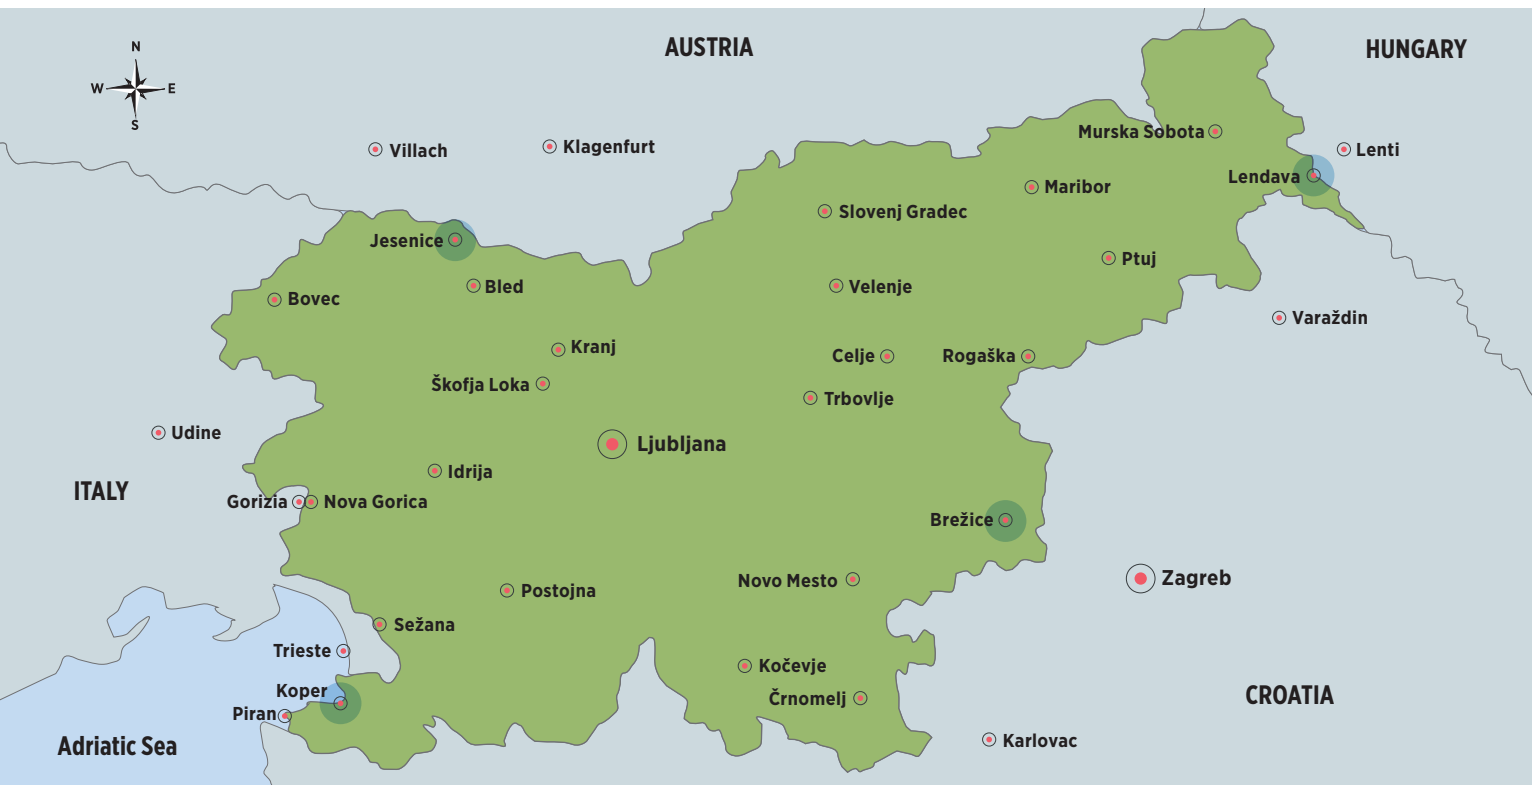 AUSTRIA
HUNGARY
N
W
E
S
Villach
Klagenfurt
Murska Sobota
Lenti
Lendava
Maribor
Slovenj Gradec
Jesenice
Ptuj
Bled
Velenje
Bovec
Varaždin
Kranj
Celje
Rogaška
Škofja Loka
Trbovlje
Udine
Ljubljana
Idrija
ITALY
Gorizia
Nova Gorica
Brežice
Novo Mesto
Zagreb
Postojna
Sežana
Trieste
Kočevje
Koper
Črnomelj
CROATIA
Piran
Karlovac
Adriatic Sea